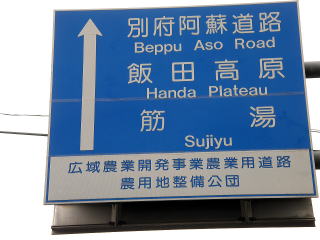 別府阿蘇道路
Beppu Aso Road
飯田高原
Handa Plateau
筋湯
Sujiyu
広域農業開発事業農業用道路
農用地整備公団